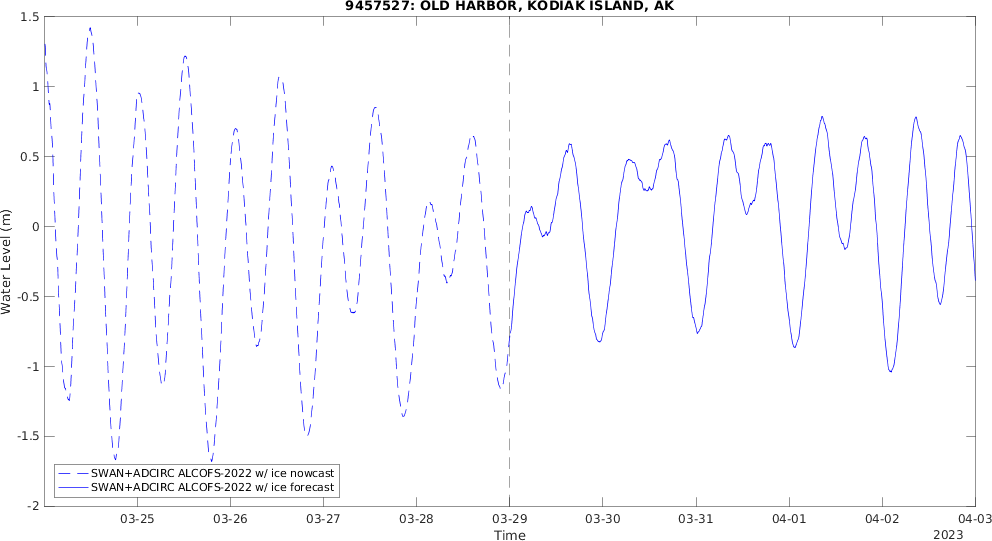 9457527: OLD HARBOR, KODIAK ISLAND, AK
1.5
1
0.5
0
-0.5
-1
-1.5
-2
Water Level (m)
SWAN+ADCIRC ALCOFS-2022 w/ ice nowcast
SWAN+ADCIRC ALCOFS-2022 w/ ice forecast
03-25 03-26 03-27 03-28 03-29 03-30 03-31 04-01 04-02 04-03
Time
2023